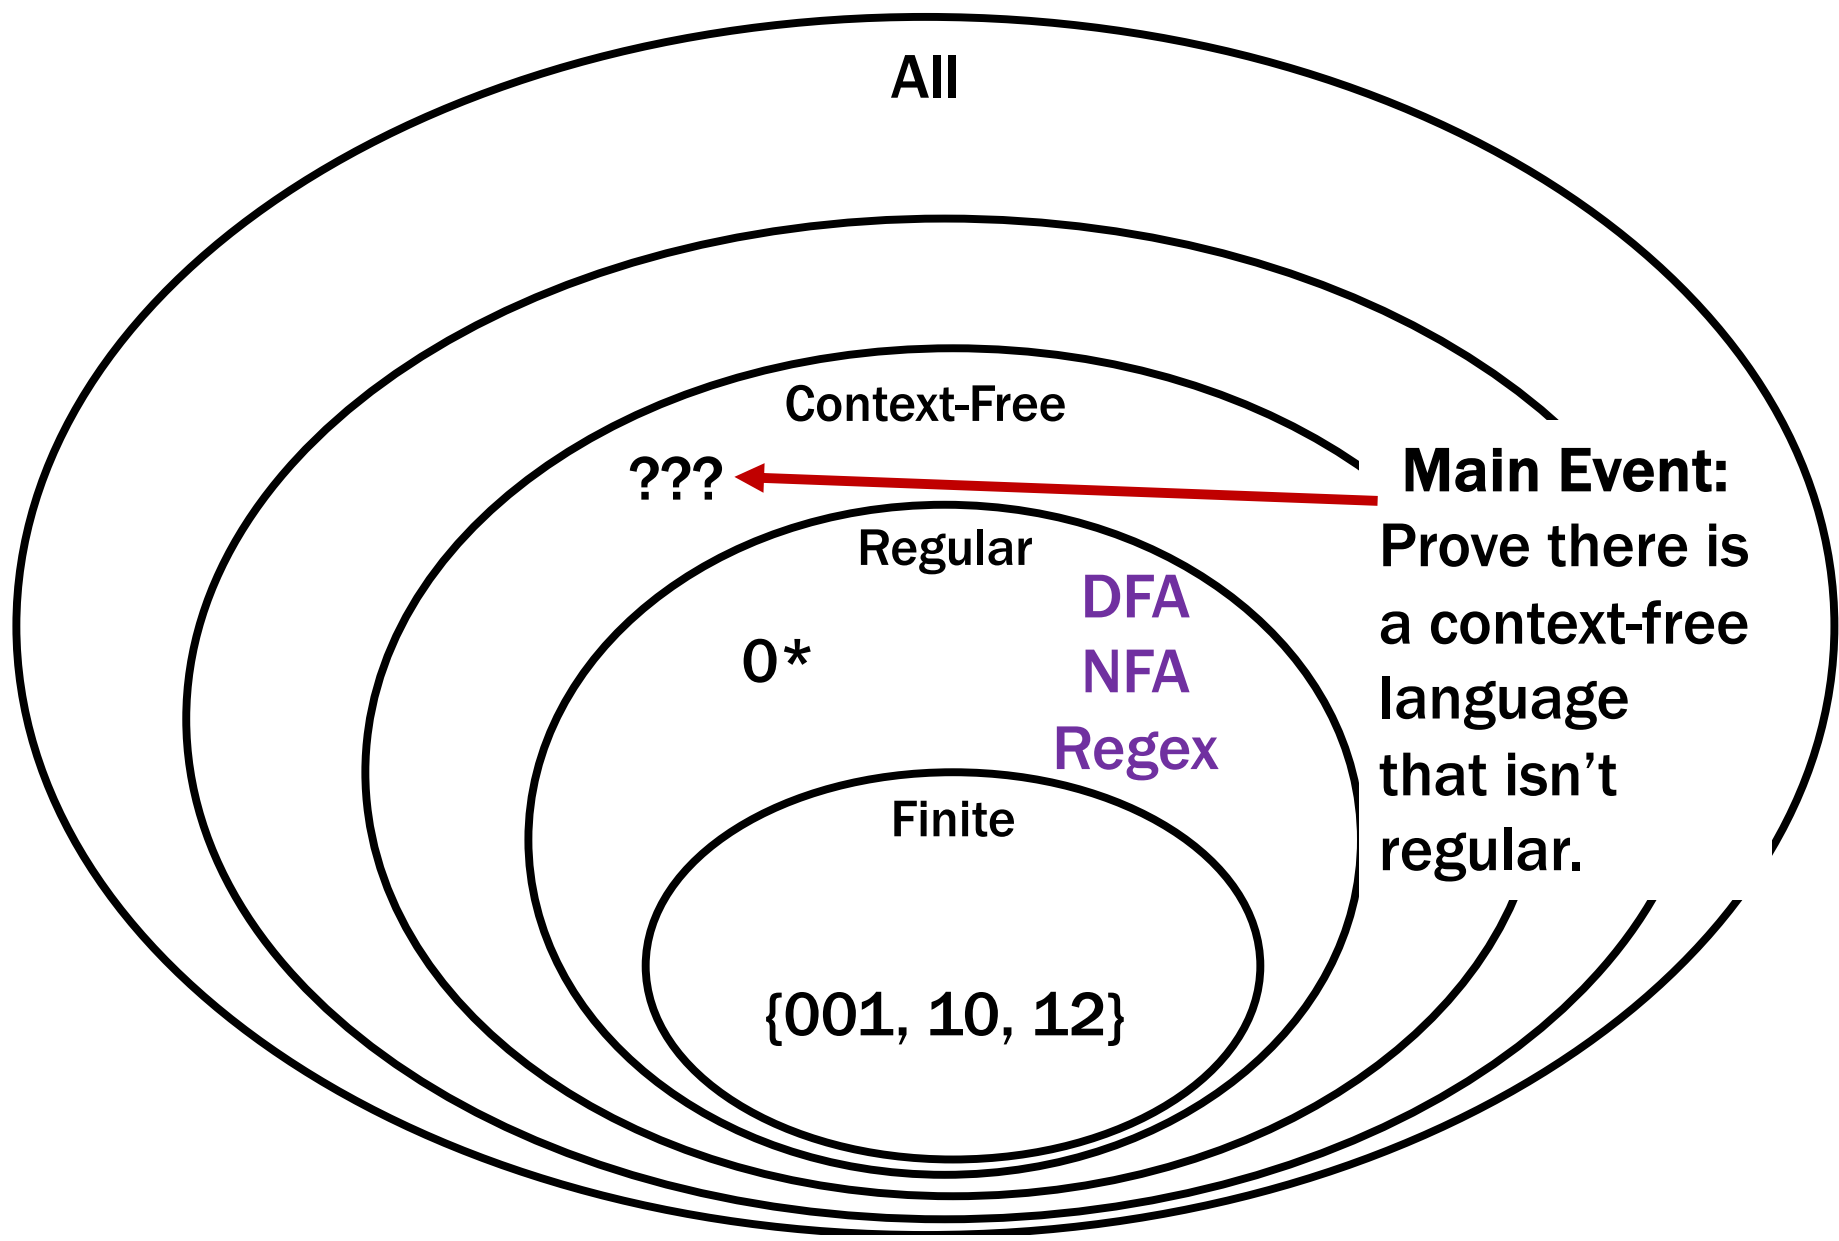 All
Context-Free
???
Regular
0*
DFA
NFA
Regex
Finite
{001, 10, 12}
Main Event:
Prove there is
a context-free
language
that isn’t
regular.